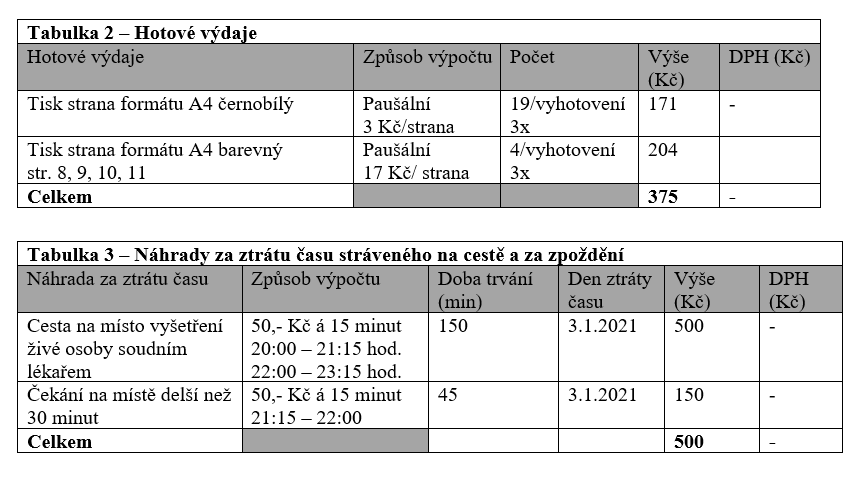 Tabulka 2 – Hotové výdaje
Hotové výdaje Způsob výpočtu Počet Výše (Kč) DPH (Kč)
Tisk strana formátu A4 černobílý Paušální 3 Kč/strana 19/vyhotovení 3x 171 -
Tisk strana formátu A4 barevný str. 8, 9, 10, 11 Paušální 17 Kč/ strana 4/vyhotovení 3x 204
Celkem 375 -
Tabulka 3 – Náhrady za ztrátu času stráveného na cestě a za zpoždění
Náhrada za ztrátu času Způsob výpočtu Doba trvání (min) Den ztráty času Výše (Kč) DPH (Kč)
Cesta na místo vyšetření živé osoby soudním lékařem 50,- Kč á 15 minut 20:00 – 21:15 hod. 22:00 – 23:15 hod. 150 3.1.2021 500 -
Čekání na místě delší než 30 minut 50,- Kč á 15 minut 21:15 – 22:00 45 3.1.2021 150 -
Celkem 500 -